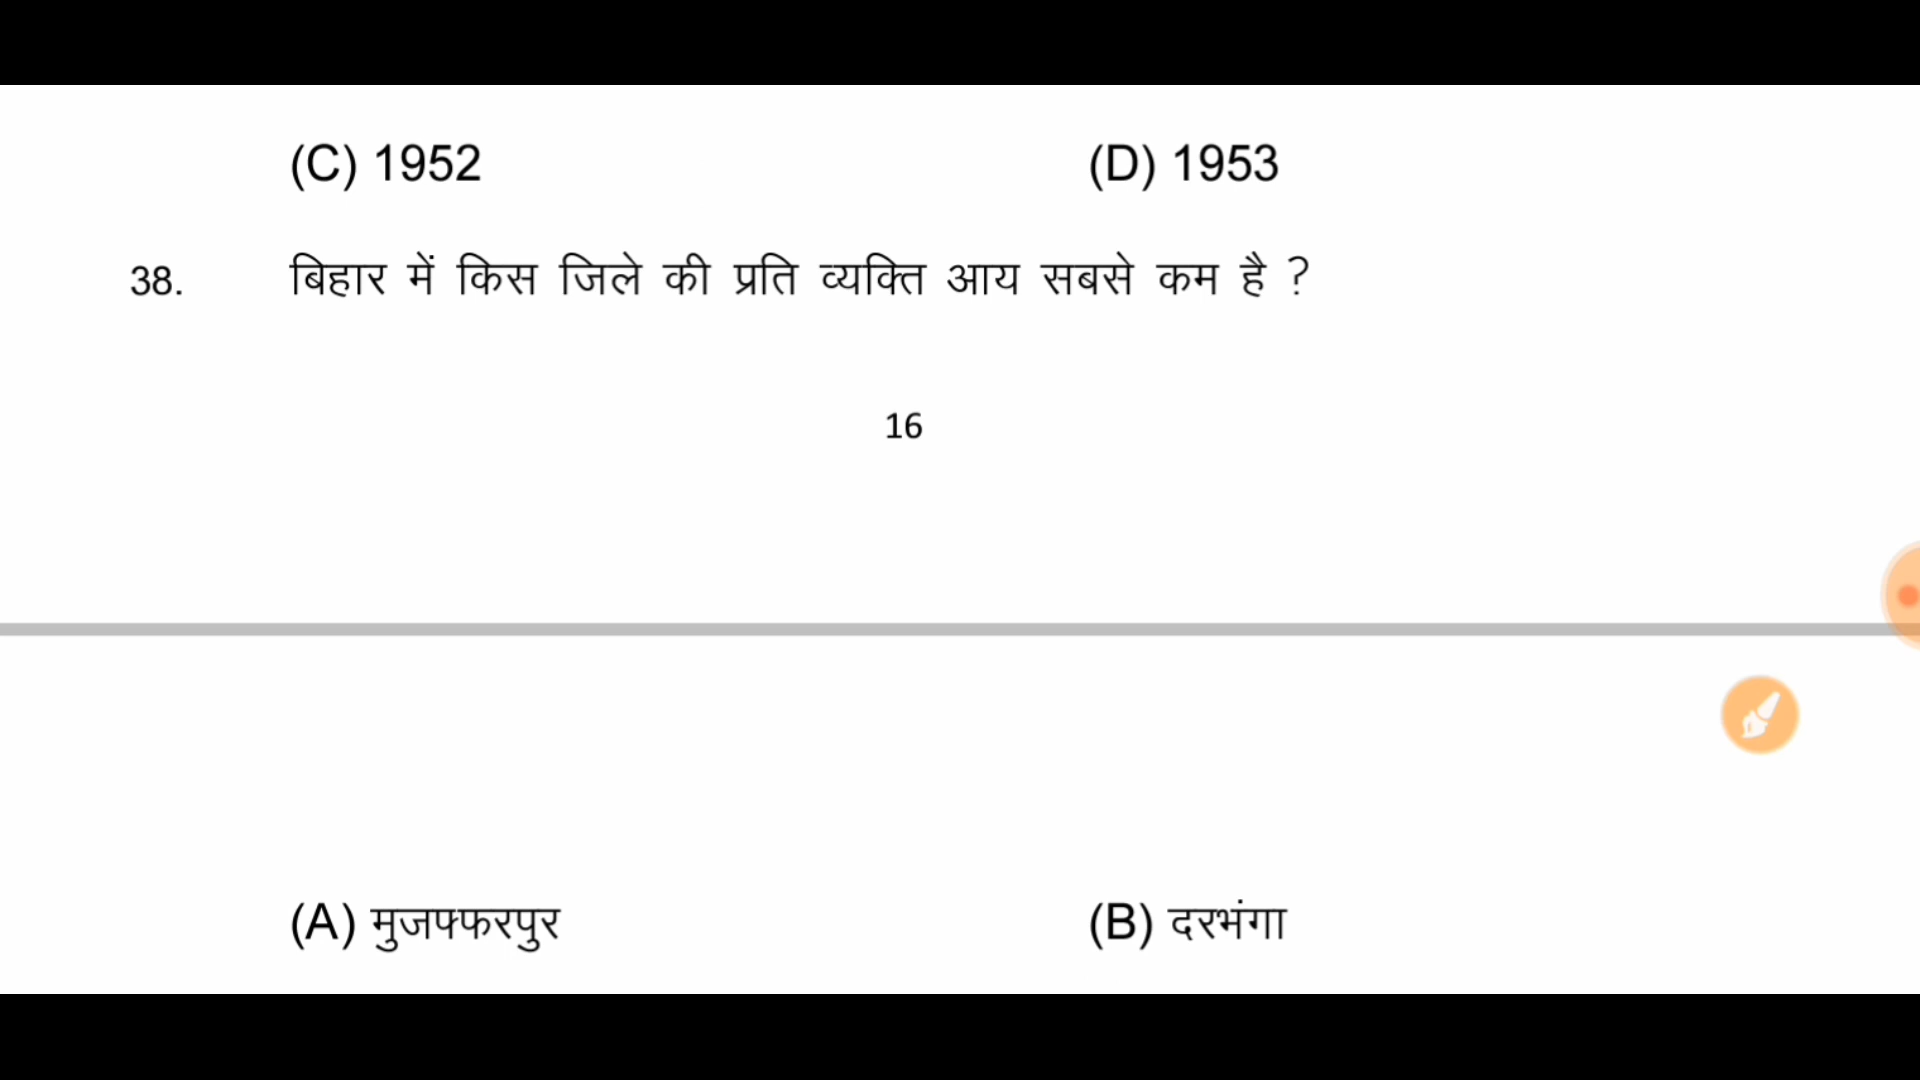 (C) 1952 (D) 1953
38. बिहार में किस जिले की प्रति व्यक्ति आय सबसे कम है ?
16
(A) मुजफ्फरपुर (B) दरभंगा